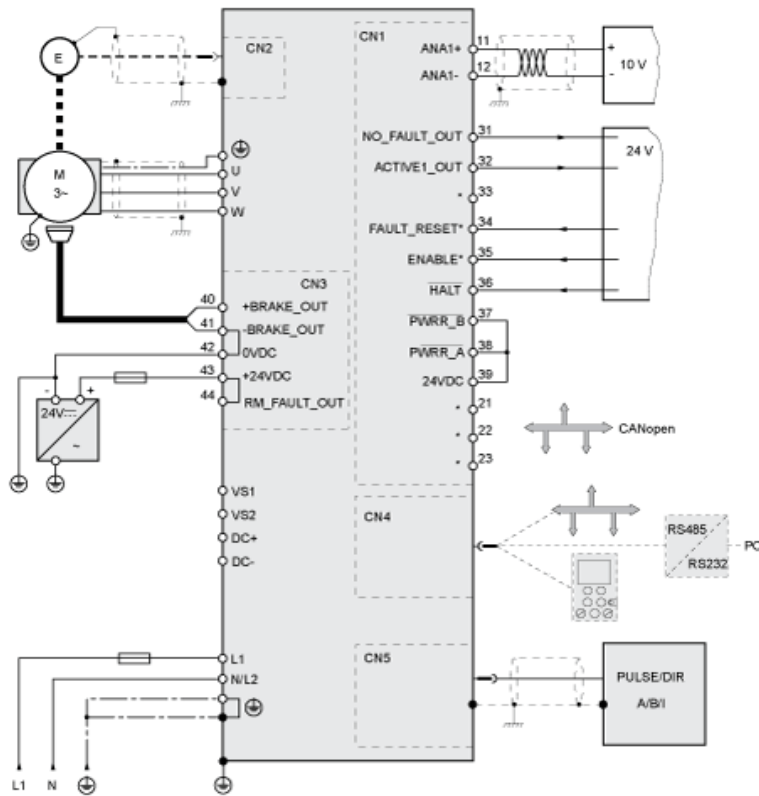 CN2
CN1
E
ANA1+ 11
ANA1- 12
+
-
10 V
NO_FAULT_OUT 31
24 V
ACTIVE1_OUT 32
* 33
FAULT_RESET* 34
ENABLE* 35
HALT 36
PWRR_B 37
PWRR_A 38
24VDC 39
* 21
* 22
* 23
M
3~
U
V
W
CN3
40 +BRAKE_OUT
41 -BRAKE_OUT
42 0VDC
43 +24VDC
44 RM_FAULT_OUT
- +
24V
~
CANopen
VS1
VS2
DC+
DC-
CN4
RS485
RS232
PC
L1
N/L2
CN5
PULSE/DIR
A/B/I
L1 N